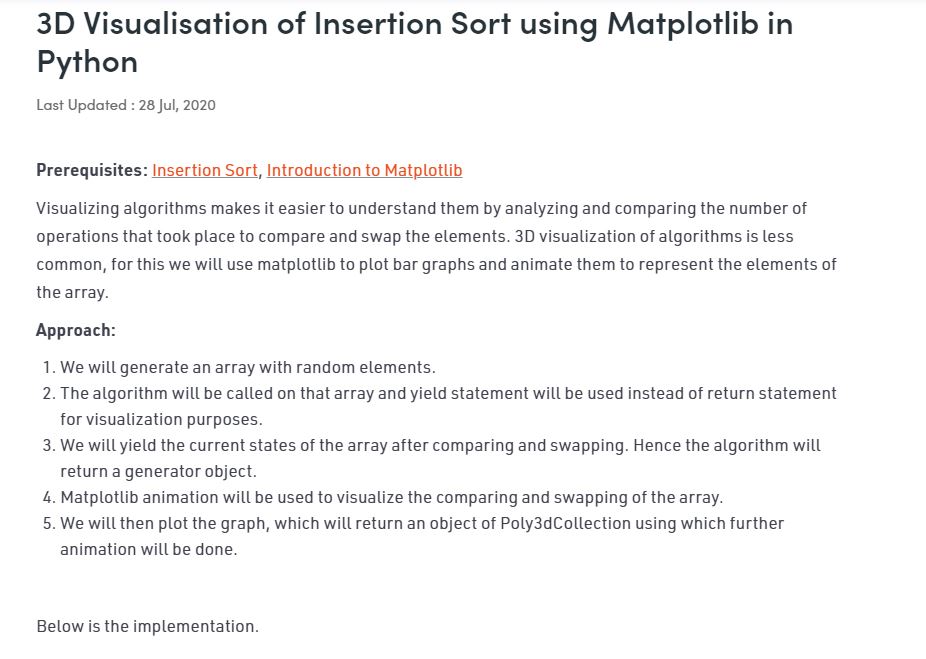 3D Visualisation of Insertion Sort using Matplotlib in
Python
Last Updated : 28 Jul, 2020
Prerequisites: Insertion Sort, Introduction to Matplotlib
Visualizing algorithms makes it easier to understand them by analyzing and comparing the number of
operations that took place to compare and swap the elements. 3D visualization of algorithms is less
common, for this we will use matplotlib to plot bar graphs and animate them to represent the elements of
the array.
Approach:
1. We will generate an array with random elements.
2. The algorithm will be called on that array and yield statement will be used instead of return statement
for visualization purposes.
3. We will yield the current states of the array after comparing and swapping. Hence the algorithm will
return a generator object.
4. Matplotlib animation will be used to visualize the comparing and swapping of the array.
5. We will then plot the graph, which will return an object of Poly3dCollection using which further
animation will be done.
Below is the implementation.